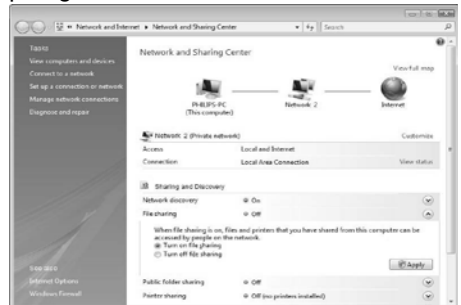 Network and Internet ▸ Network and Sharing Center
Search
Tasks
View computers and devices
Connect to a network
Set up a connection or network
Manage network connections
Diagnose and repair
See also
Internet Options
Windows Firewall
Network and Sharing Center
View full map
PHILIPS-PC
(This computer)
Network 2
Internet
Network 2 (Private network)
Customize
Access
Local and Internet
Connection
Local Area Connection
View status
Sharing and Discovery
Network discovery
On
File sharing
Off
When file sharing is on, files and printers that you have shared from this computer can be
accessed by people on the network.
Turn on file sharing
Turn off file sharing
Apply
Public folder sharing
Off
Printer sharing
Off (no printers installed)